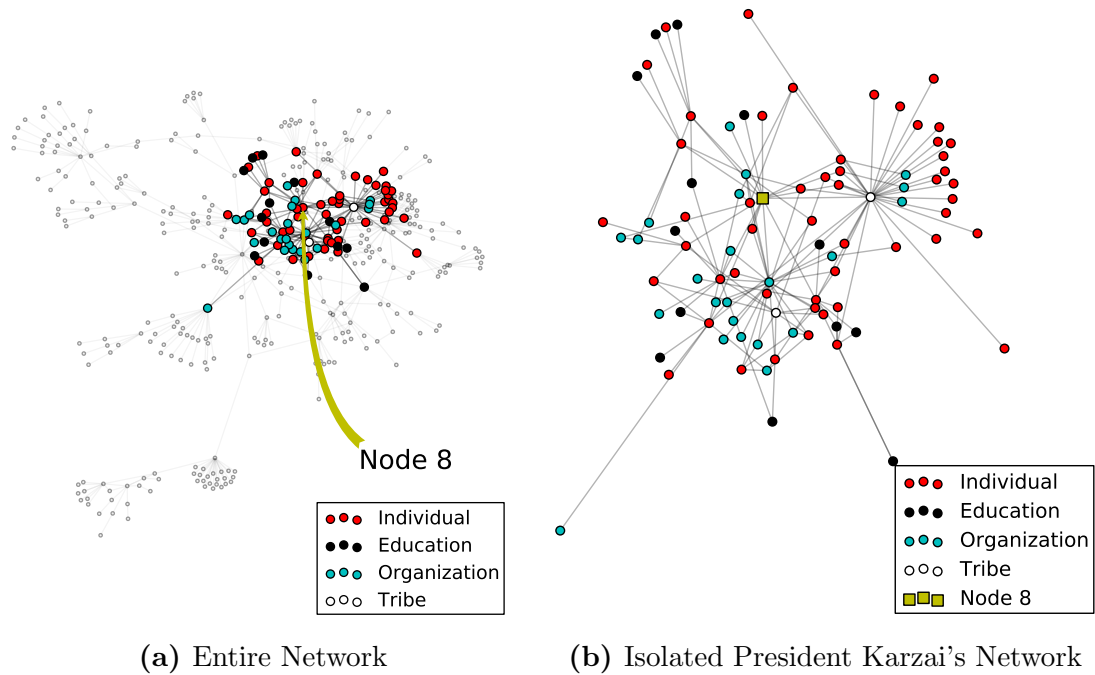 Node 8
Individual
Education
Organization
Tribe
Individual
Education
Organization
Tribe
Node 8
(a) Entire Network
(b) Isolated President Karzai's Network